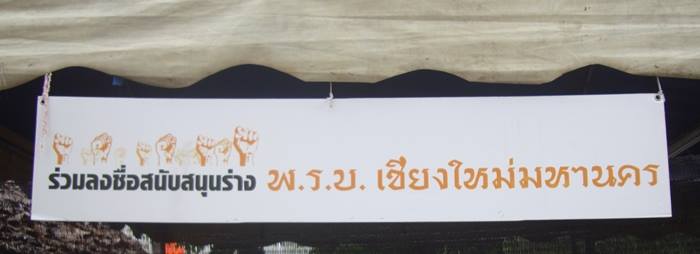 ร่วมลงชื่อสนับสนุนร่าง พ.ร.บ. เชียงใหม่มหานคร